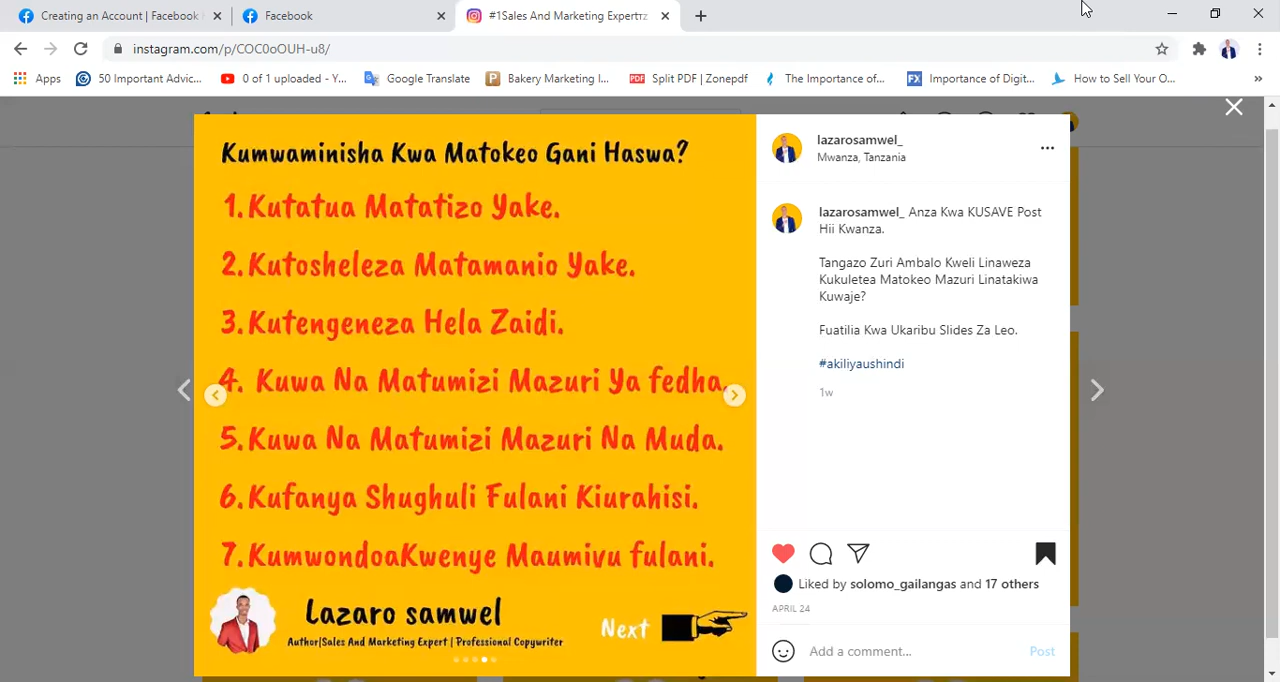 Creating an Account | Facebook
Facebook
#1Sales And Marketing Expert
instagram.com/p/COC0oOUH-u8/
Apps
50 Important Advic...
0 of 1 uploaded - Y...
Google Translate
Bakery Marketing I...
Split PDF | Zonepdf
The Importance of...
Importance of Digit...
How to Sell Your O...
Kumwaminisha Kwa Matokeo Gani Haswa?
1. Kutatua Matatizo Yake.
2. Kutosheleza Matamanio Yake.
3. Kutengeneza Hela Zaidi.
4. Kuwa Na Matumizi Mazuri Ya fedha.
5. Kuwa Na Matumizi Mazuri Na Muda.
6. Kufanya Shughuli Fulani Kiurahisi.
7. KumwondoaKwenye Maumivu fulani.
Lazaro samwel
Author|Sales And Marketing Expert | Professional Copywriter
Next
lazarosamwel_
Mwanza, Tanzania
lazarosamwel_ Anza Kwa KUSAVE Post
Hii Kwanza.
Tangazo Zuri Ambalo Kweli Linaweza
Kukuletea Matokeo Mazuri Linatakiwa
Kuwaje?
Fuatilia Kwa Ukaribu Slides Za Leo.
#akiliyaushindi
1w
Liked by solomo_gailangas and 17 others
APRIL 24
Add a comment...
Post